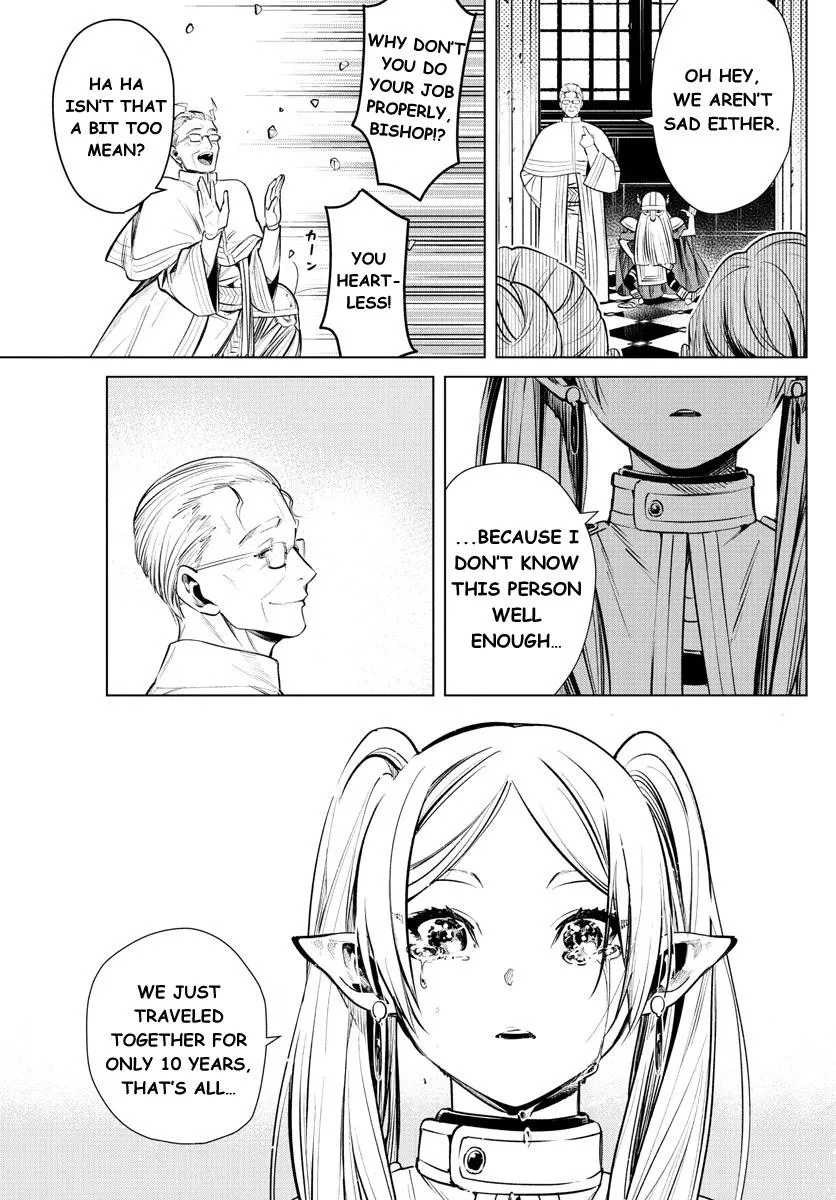 OH HEY,
WE AREN'T
SAD EITHER.
WHY DON'T
YOU DO
YOUR JOB
PROPERLY,
BISHOP!?
YOU
HEART-
LESS!
カーン
HA HA
ISN'T THAT
A BIT TOO
MEAN?
...BECAUSE I
DON'T KNOW
THIS PERSON
WELL
ENOUGH...
WE JUST
TRAVELED
TOGETHER FOR
ONLY 10 YEARS,
THAT'S ALL...